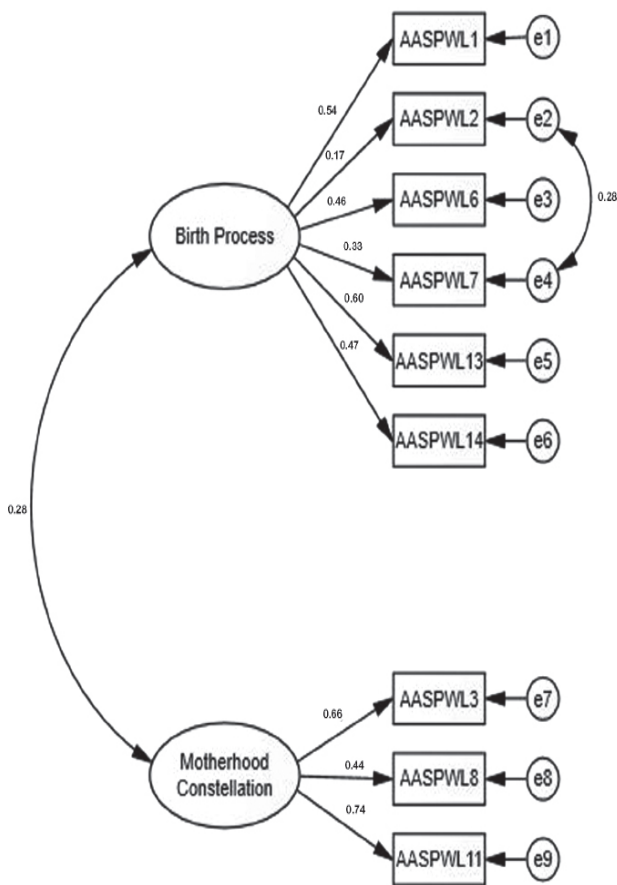 AASPWL1 e1
0.54
AASPWL2 e2
0.17
AASPWL6 e3
0.28
0.46
Birth Process
0.33
AASPWL7 e4
0.60
0.47
AASPWL13 e5
AASPWL14 e6
0.28
AASPWL3 e7
0.66
Motherhood
Constellation
0.44
AASPWL8 e8
0.74
AASPWL11 e9